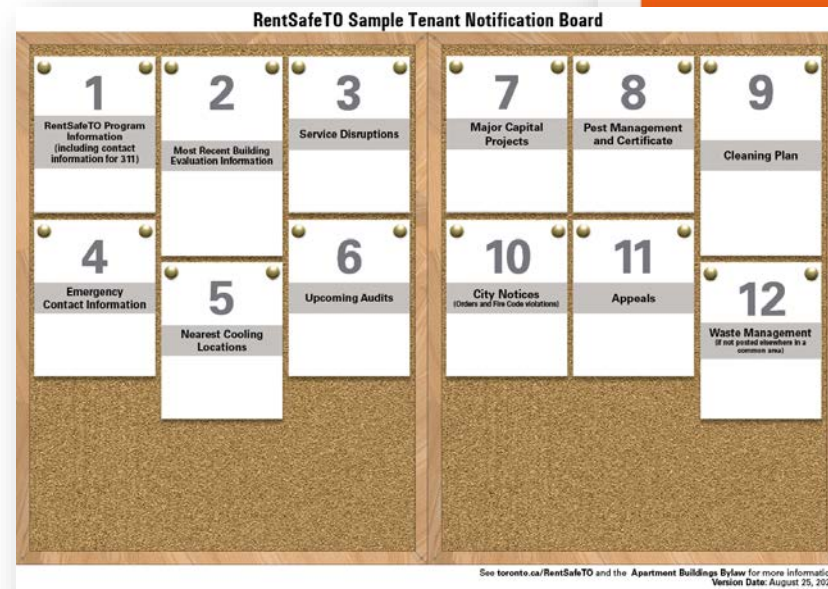 RentSafeTO Sample Tenant Notification Board
1
RentSafeTO Program
Information
(including contact
information for 311)
2
Most Recent Building
Evaluation Information
3
Service Disruptions
4
Emergency
Contact Information
5
Nearest Cooling
Locations
6
Upcoming Audits
7
Major Capital
Projects
8
Pest Management
and Certificate
9
Cleaning Plan
10
City Notices
(Orders and Fire Code violations)
11
Appeals
12
Waste Management
(if not posted elsewhere in a
common area)
See toronto.ca/RentSafeTO and the Apartment Buildings Bylaw for more
Version Date: August 25,